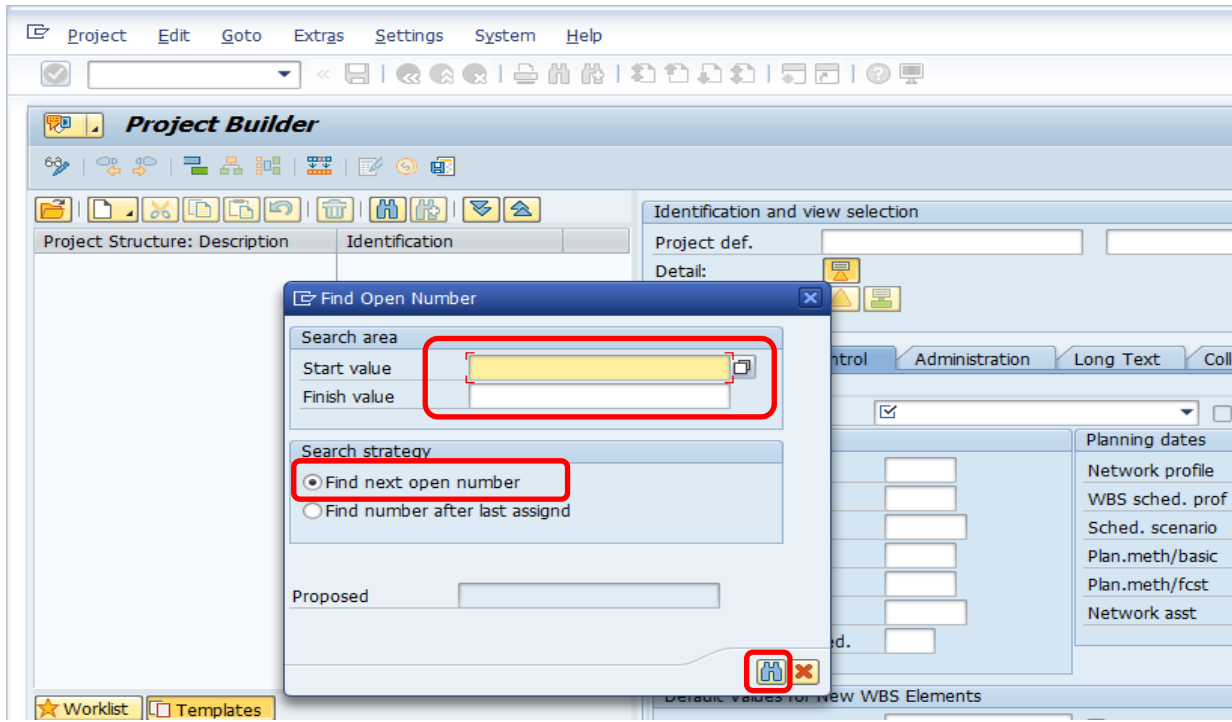 Project Edit Goto Extras Settings System Help
Project Builder
Project Structure: Description Identification
Identification and view selection
Project def.
Detail:
Find Open Number
Search area
Start value
Finish value
Search strategy
Find next open number
Find number after last assignd
Proposed
ntrol Administration Long Text Coll
Planning dates
Network profile
WBS sched. prof
Sched. scenario
Plan.meth/basic
Plan.meth/fcst
Network asst
ed.
Default Values for New WBS Elements
Worklist Templates